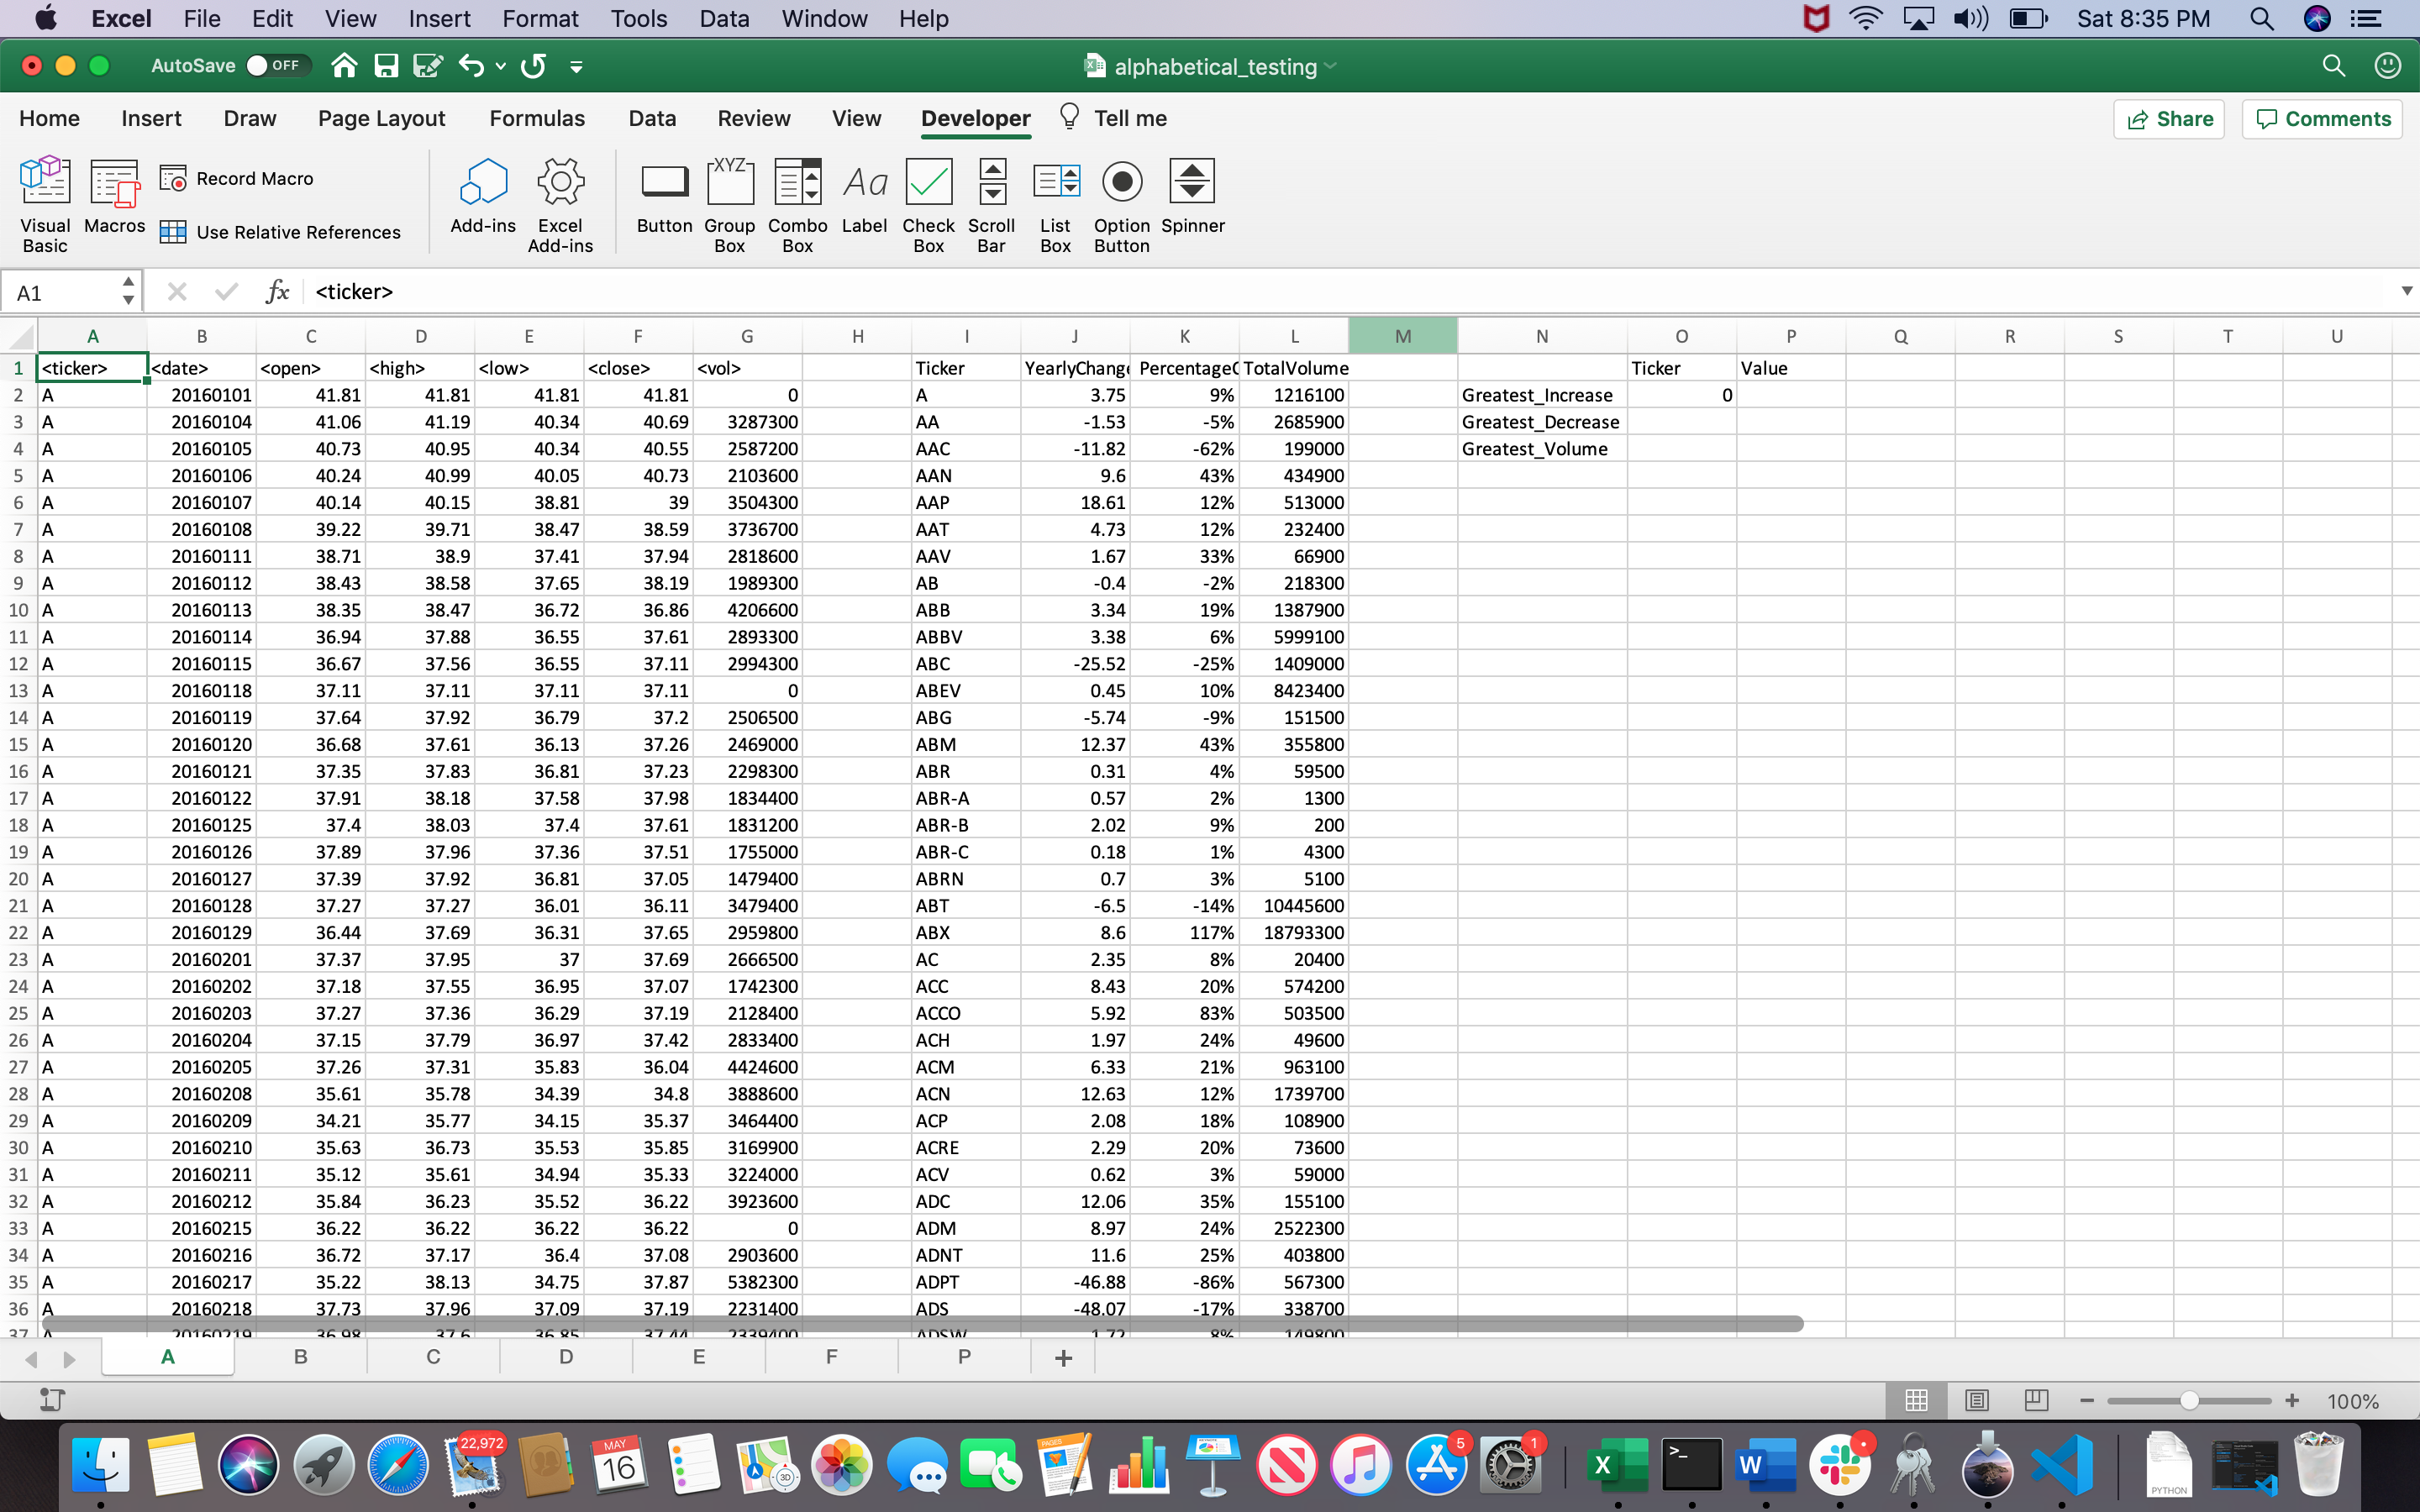 Excel File Edit View Insert Format Tools Data Window Help Sat 8:35 PM
AutoSave OFF alphabetical_testing
Home Insert Draw Page Layout Formulas Data Review View Developer Tell me Share Comments
Visual Basic Macros Record Macro Use Relative References Add-ins Excel Add-ins Button XYZ Group Box Combo Box Aa Label Check Box Scroll Bar List Box Option Button Spinner
A1 fx <ticker>
A B C D E F G H I J K L M N O P Q R S T U
1 <ticker> <date> <open> <high> <low> <close> <vol> Ticker YearlyChange Percentage TotalVolume Ticker Value
2 A 20160101 41.81 41.81 41.81 41.81 0 A 3.75 9% 1216100 Greatest_Increase 0
3 A 20160104 41.06 41.19 40.34 40.69 3287300 AA -1.53 -5% 2685900 Greatest_Decrease
4 A 20160105 40.73 40.95 40.34 40.55 2587200 AAC -11.82 -62% 199000 Greatest_Volume
5 A 20160106 40.24 40.99 40.05 40.73 2103600 AAN 9.6 43% 434900
6 A 20160107 40.14 40.15 38.81 39 3504300 AAP 18.61 12% 513000
7 A 20160108 39.22 39.71 38.47 38.59 3736700 AAT 4.73 12% 232400
8 A 20160111 38.71 38.9 37.41 37.94 2818600 AAV 1.67 33% 66900
9 A 20160112 38.43 38.58 37.65 38.19 1989300 AB -0.4 -2% 218300
10 A 20160113 38.35 38.47 36.72 36.86 4206600 ABB 3.34 19% 1387900
11 A 20160114 36.94 37.88 36.55 37.61 2893300 ABBV 3.38 6% 5999100
12 A 20160115 36.67 37.56 36.55 37.11 2994300 ABC -25.52 -25% 1409000
13 A 20160118 37.11 37.11 37.11 37.11 0 ABEV 0.45 10% 8423400
14 A 20160119 37.64 37.92 36.79 37.2 2506500 ABG -5.74 -9% 151500
15 A 20160120 36.68 37.61 36.13 37.26 2469000 ABM 12.37 43% 355800
16 A 20160121 37.35 37.83 36.81 37.23 2298300 ABR 0.31 4% 59500
17 A 20160122 37.91 38.18 37.58 37.98 1834400 ABR-A 0.57 2% 1300
18 A 20160125 37.4 38.03 37.4 37.61 1831200 ABR-B 2.02 9% 200
19 A 20160126 37.89 37.96 37.36 37.51 1755000 ABR-C 0.18 1% 4300
20 A 20160127 37.39 37.92 36.81 37.05 1479400 ABRN 0.7 3% 5100
21 A 20160128 37.27 37.27 36.01 36.11 3479400 ABT -6.5 -14% 10445600
22 A 20160129 36.44 37.69 36.31 37.65 2959800 ABX 8.6 117% 18793300
23 A 20160201 37.37 37.95 37 37.69 2666500 AC 2.35 8% 20400
24 A 20160202 37.18 37.55 36.95 37.07 1742300 ACC 8.43 20% 574200
25 A 20160203 37.27 37.36 36.29 37.19 2128400 ACCO 5.92 83% 503500
26 A 20160204 37.15 37.79 36.97 37.42 2833400 ACH 1.97 24% 49600
27 A 20160205 37.26 37.31 35.83 36.04 4424600 ACM 6.33 21% 963100
28 A 20160208 35.61 35.78 34.39 34.8 3888600 ACN 12.63 12% 1739700
29 A 20160209 34.21 35.77 34.15 35.37 3464400 ACP 2.08 18% 108900
30 A 20160210 35.63 36.73 35.53 35.85 3169900 ACRE 2.29 20% 73600
31 A 20160211 35.12 35.61 34.94 35.33 3224000 ACV 0.62 3% 59000
32 A 20160212 35.84 36.23 35.52 36.22 3923600 ADC 12.06 35% 155100
33 A 20160215 36.22 36.22 36.22 36.22 0 ADM 8.97 24% 2522300
34 A 20160216 36.72 37.17 36.4 37.08 2903600 ADNT 11.6 25% 403800
35 A 20160217 35.22 38.13 34.75 37.87 5382300 ADPT -46.88 -86% 567300
36 A 20160218 37.73 37.96 37.09 37.19 2231400 ADS -48.07 -17% 338700
37 A 20160219 36.98 37.6 36.85 37.44 2339400 ADSW 1.72 8% 149800
A B C D E F P +
100%
22,972 MAY 16 3D PAGES 5 1 X >_ W PYTHON